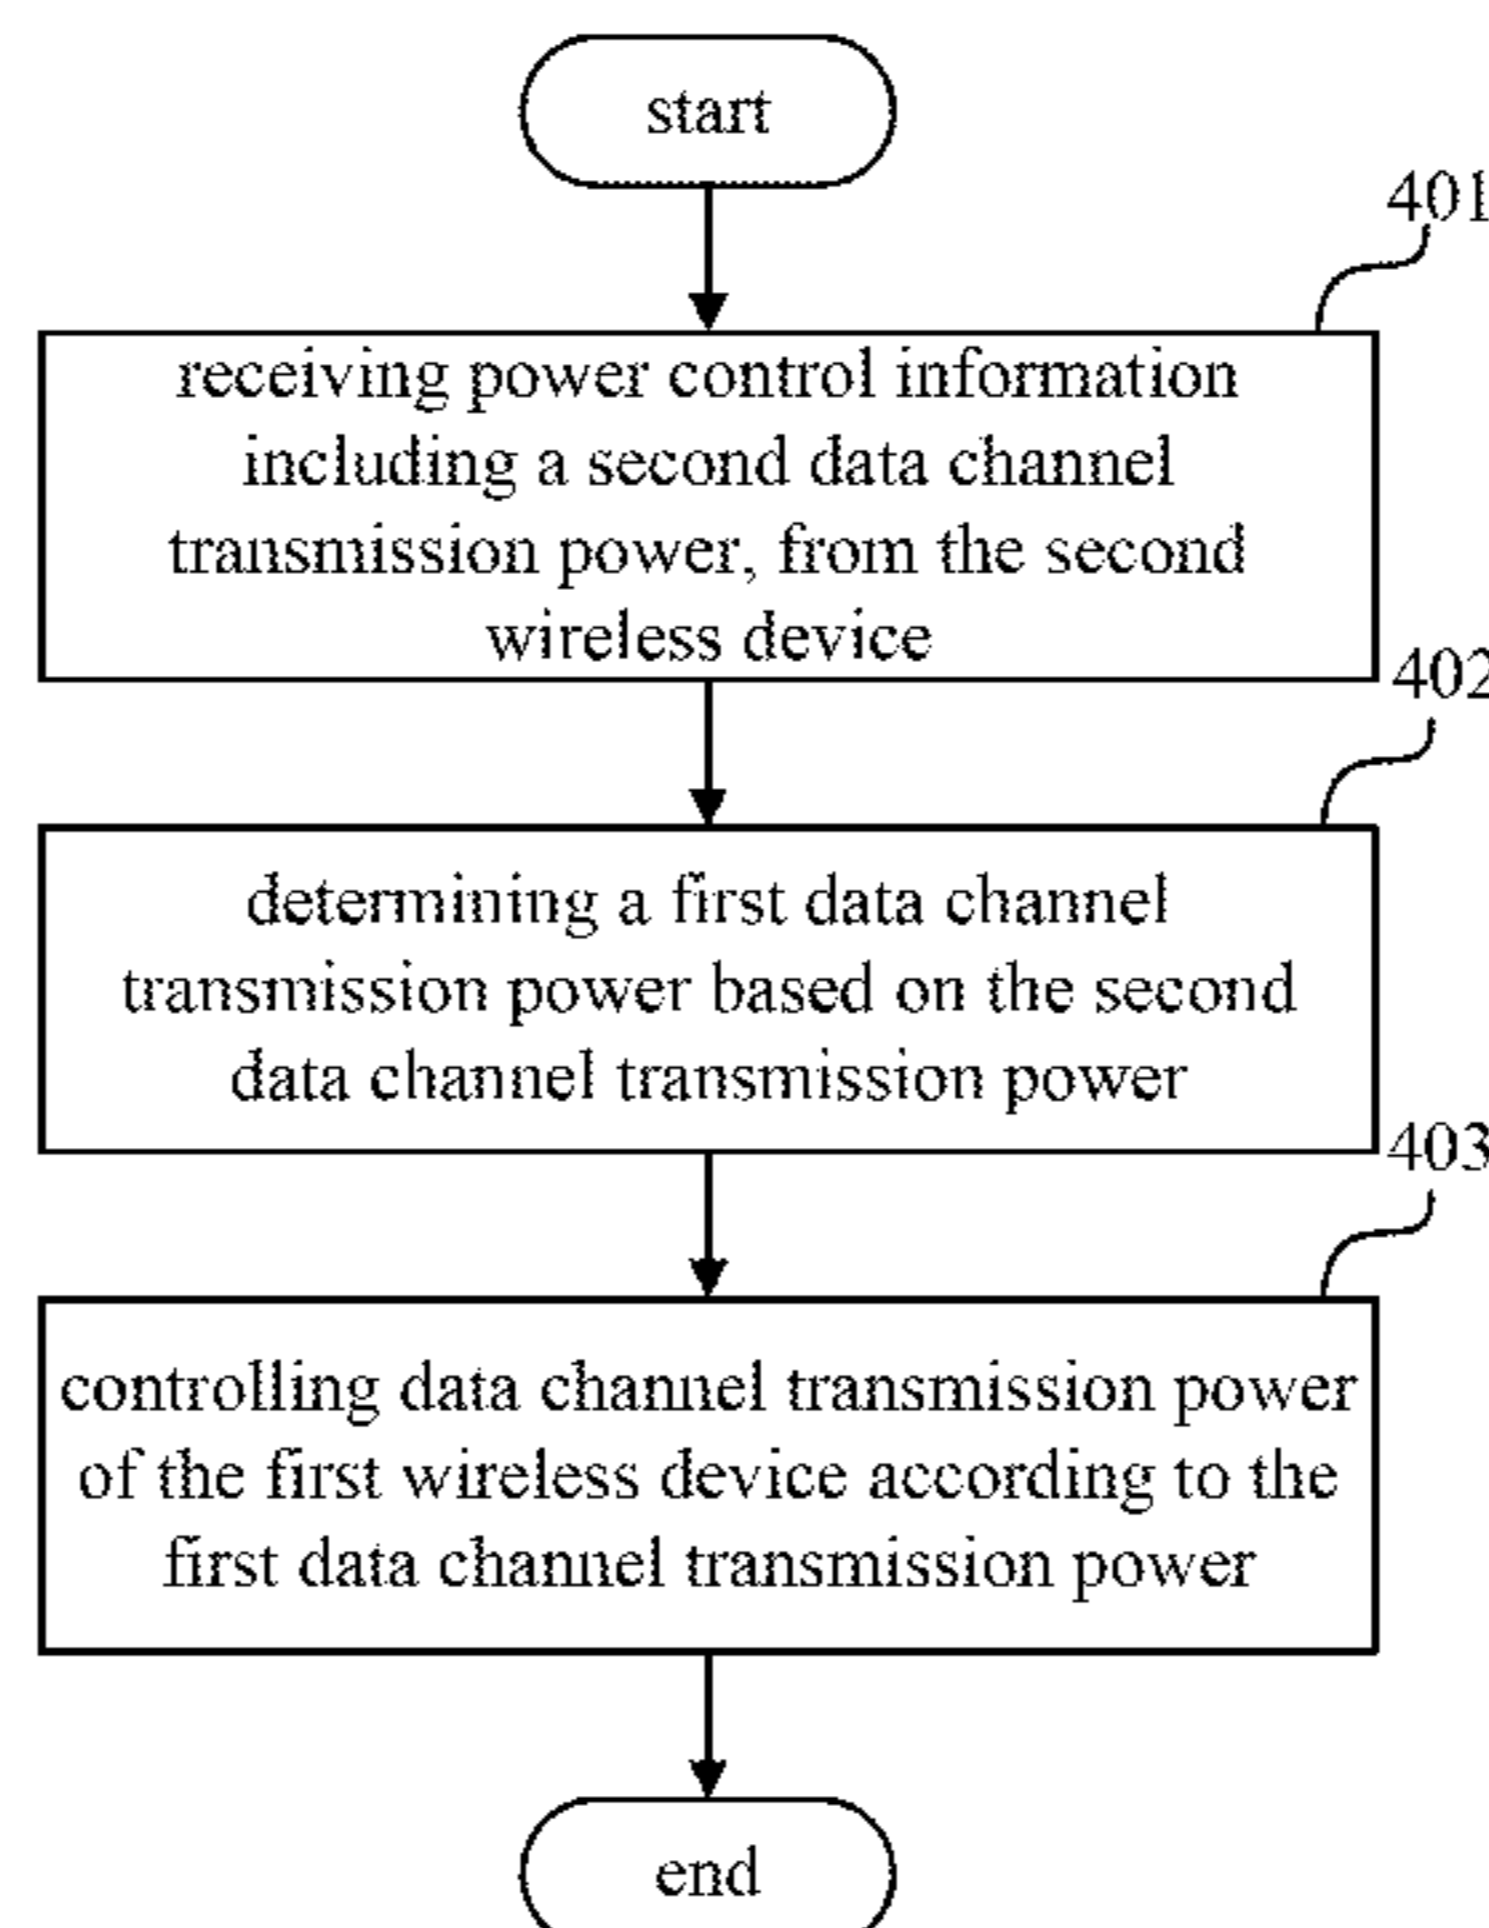 start
401
receiving power control information
including a second data channel
transmission power, from the second
wireless device
402
determining a first data channel
transmission power based on the second
data channel transmission power
403
controlling data channel transmission power
of the first wireless device according to the
first data channel transmission power
end